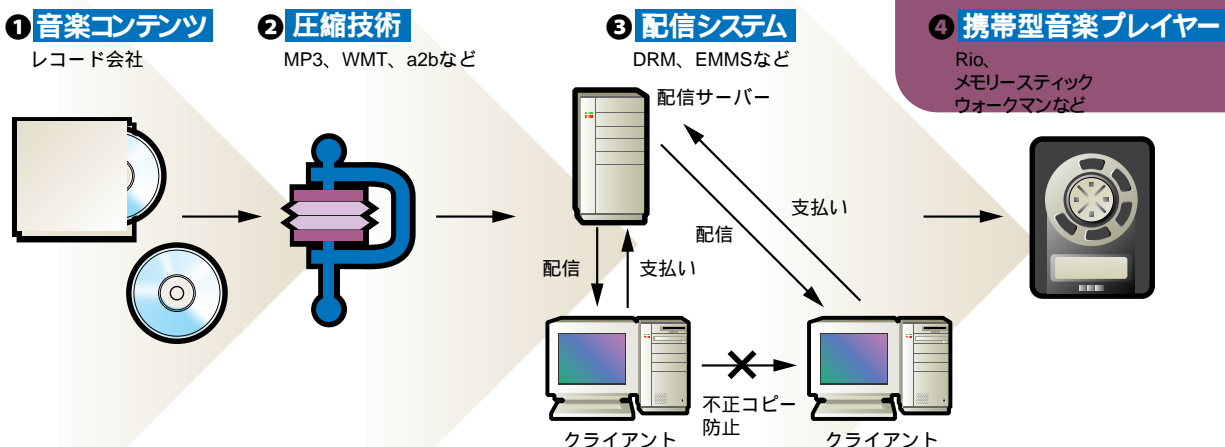 ❶ 音楽コンテンツ
レコード会社
❷ 圧縮技術
MP3、WMT、a2bなど
❸ 配信システム
DRM、EMMSなど
❹ 携帯型音楽プレイヤー
Rio、
メモリースティック
ウォークマンなど
配信サーバー
支払い
配信
配信
支払い
不正コピー
防止
クライアント
クライアント